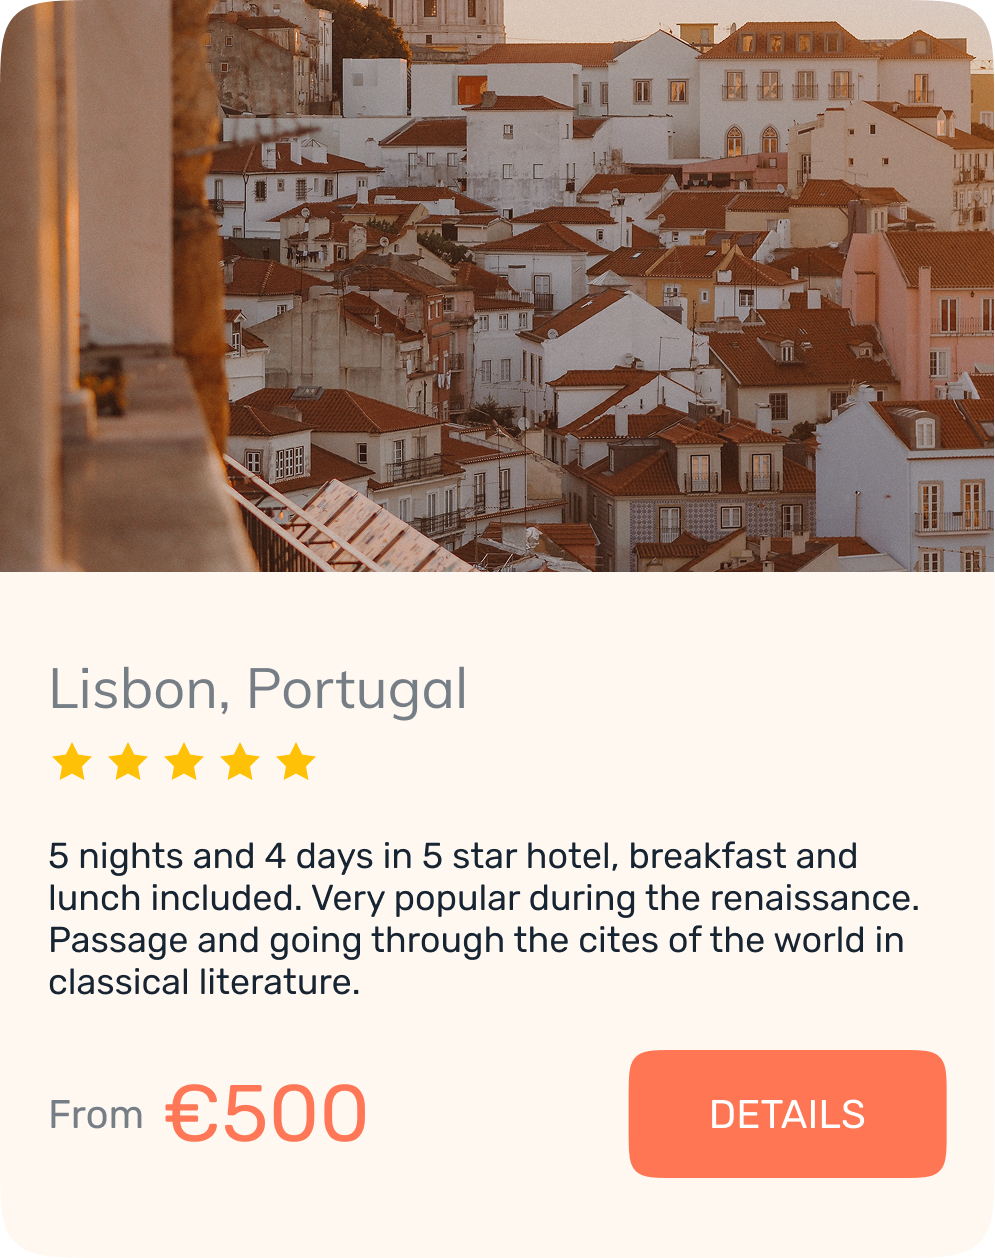 Lisbon, Portugal
5 nights and 4 days in 5 star hotel, breakfast and
lunch included. Very popular during the renaissance.
Passage and going through the cites of the world in
classical literature.
From €500
DETAILS